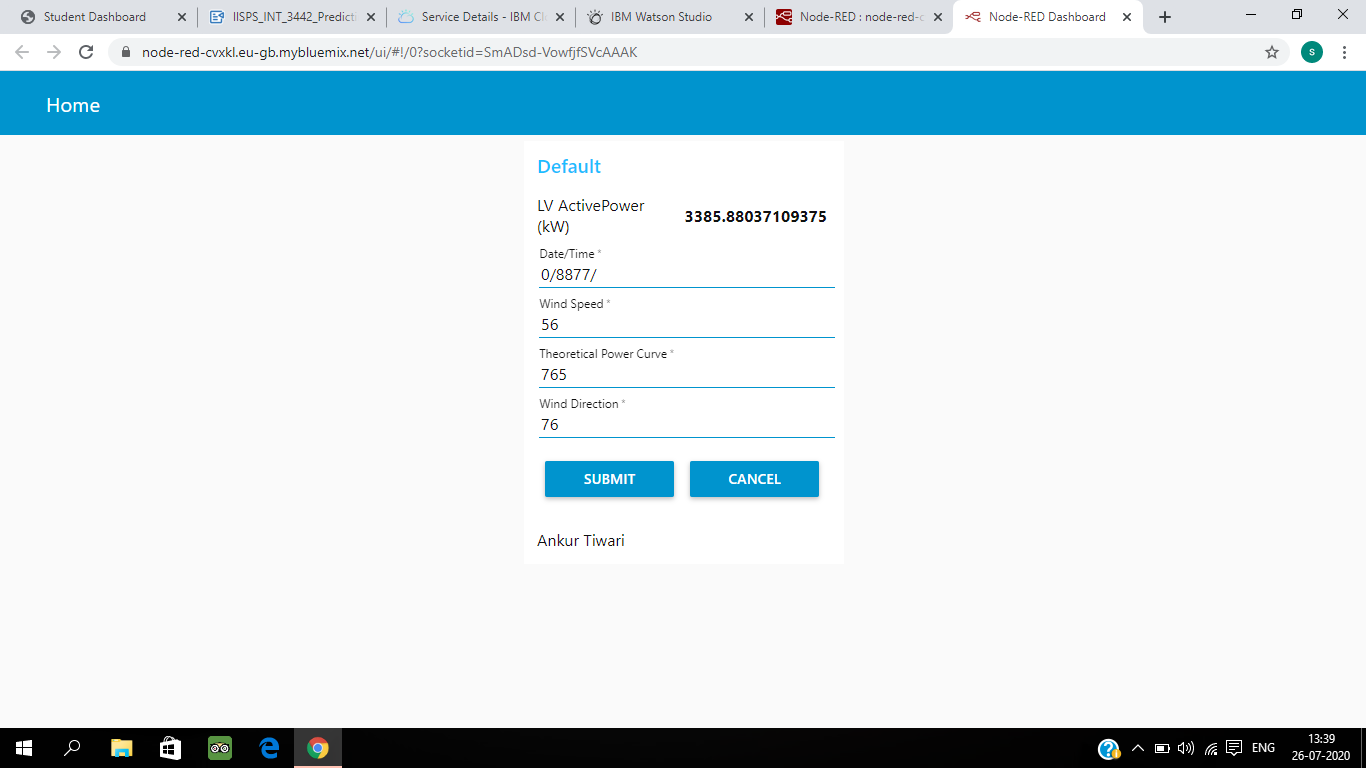 Student Dashboard
IISPS_INT_3442_Predicti
Service Details - IBM Cl
IBM Watson Studio
Node-RED : node-red-c
Node-RED Dashboard
node-red-cvxkl.eu-gb.mybluemix.net/ui/#!/0?socketid=SmADsd-VowfjfSVcAAAK
S
Home
Default
LV ActivePower
(kW)
3385.88037109375
Date/Time *
0/8877/
Wind Speed *
56
Theoretical Power Curve *
765
Wind Direction *
76
SUBMIT CANCEL
Ankur Tiwari
ENG
13:39
26-07-2020